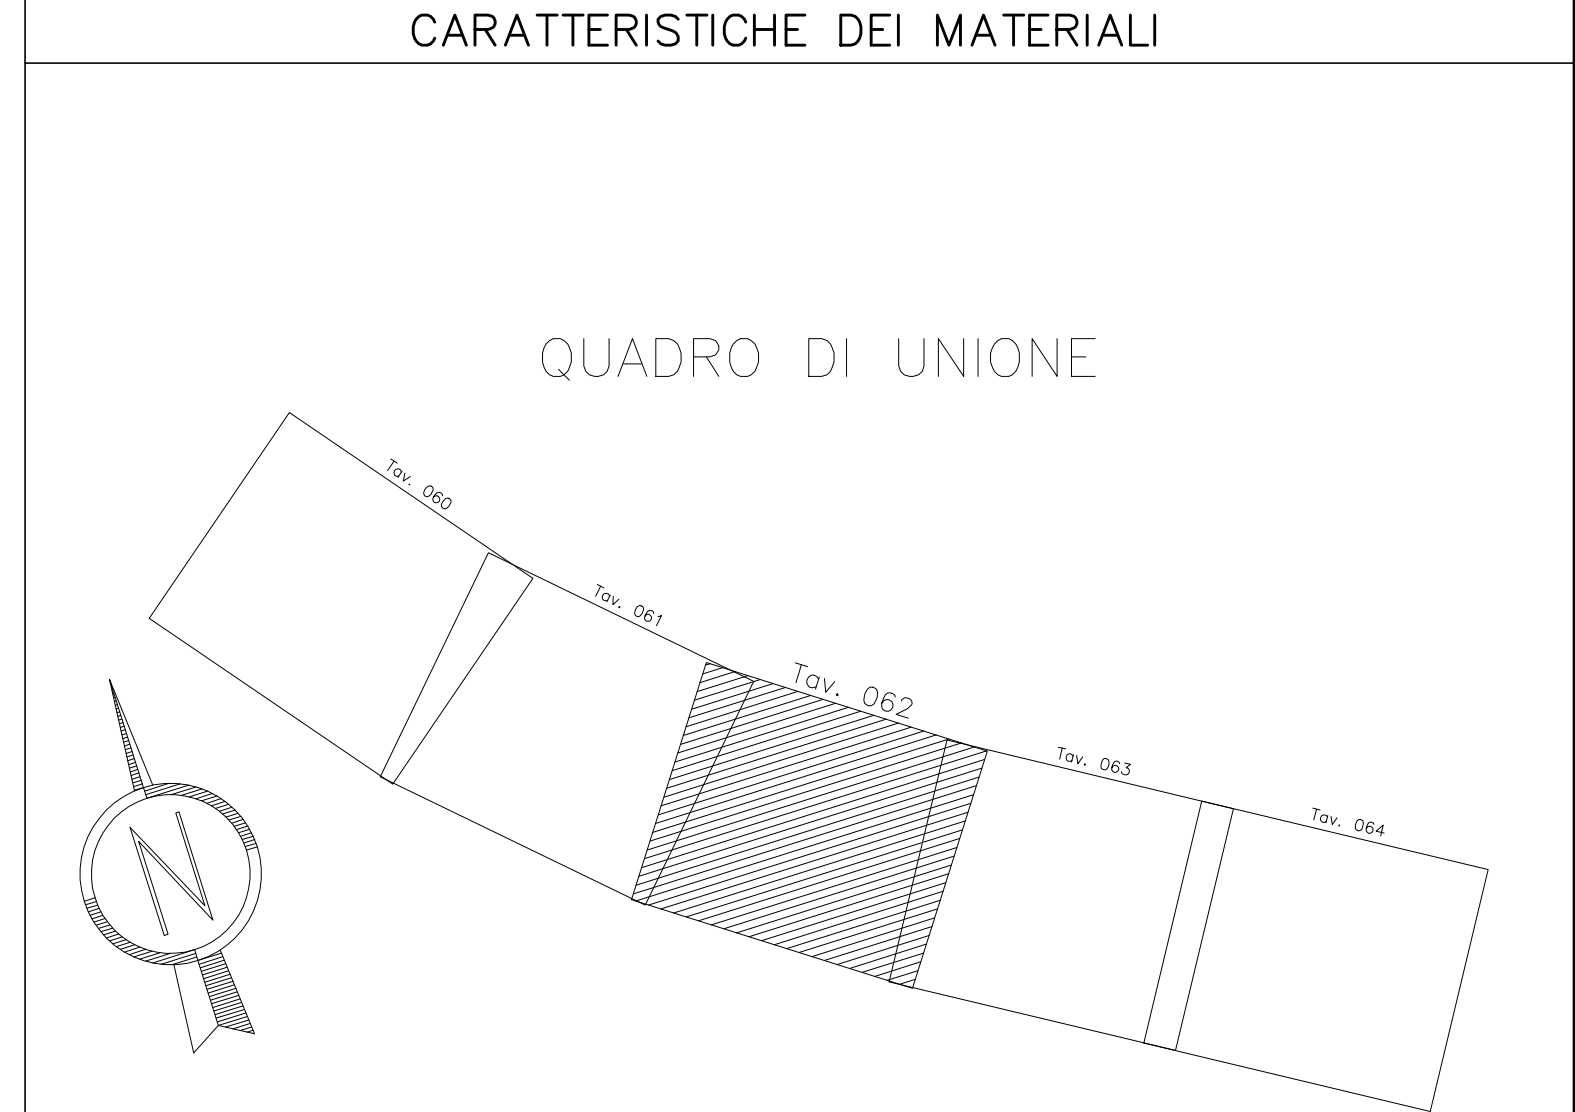 CARATTERISTICHE DEI MATERIALI
QUADRO DI UNIONE
Tav. 060
Tav. 061
Tav. 062
Tav. 063
Tav. 064
N